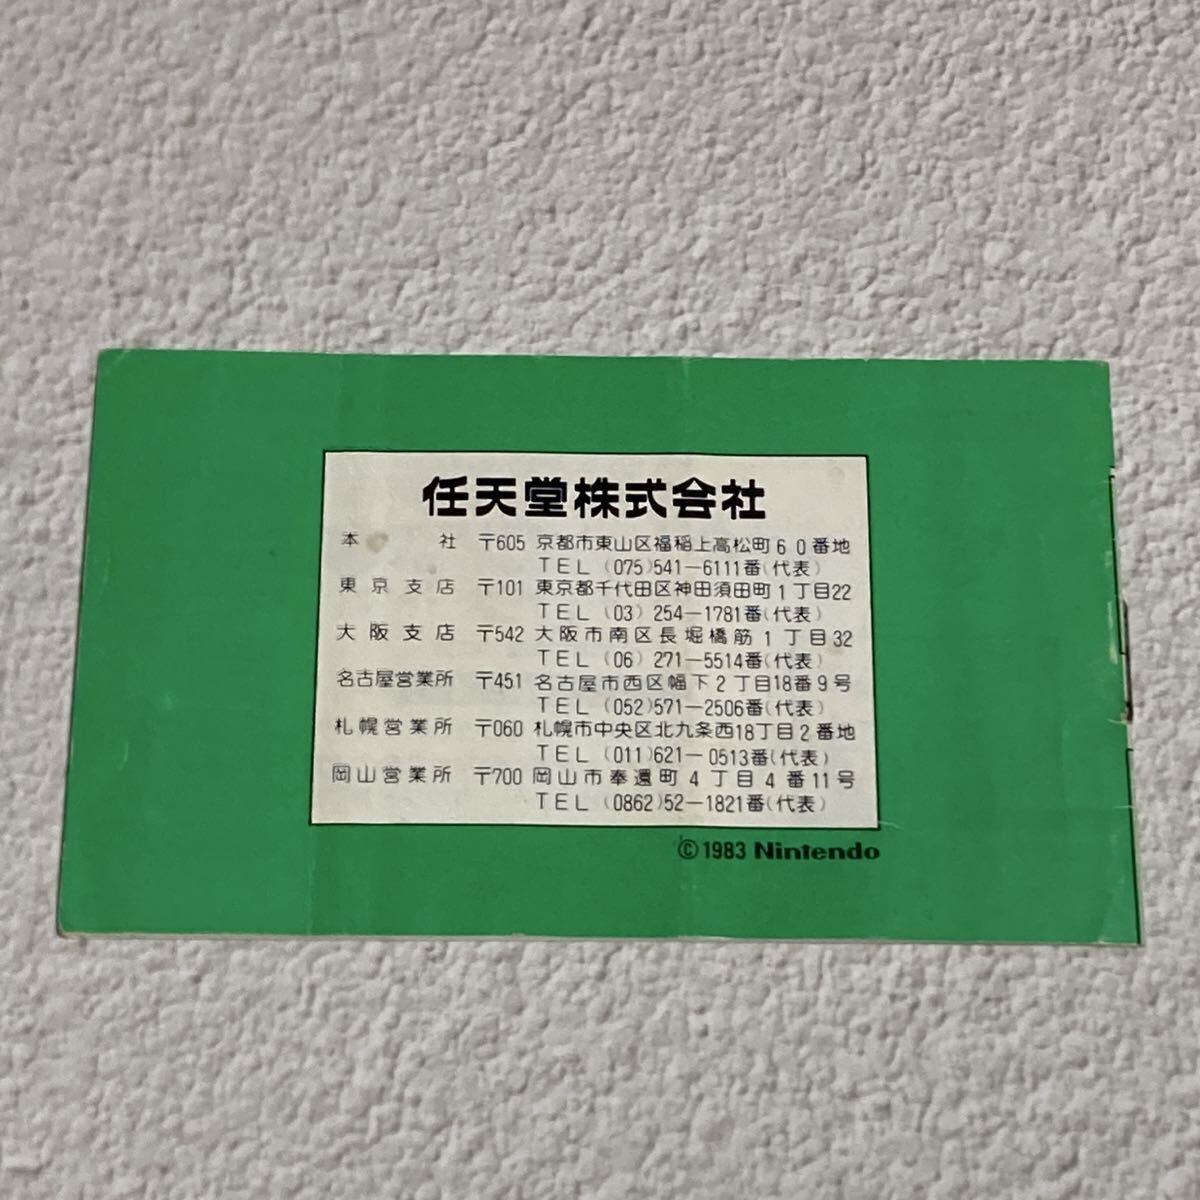 任天堂株式会社
本社 〒605 京都市東山区福稲上高松町60番地
TEL (075)541-6111番(代表)
東京支店 〒101 東京都千代田区神田須田町1丁目22
TEL (03) 254-1781番(代表)
大阪支店 〒542 大阪市南区長堀橋筋1丁目32
TEL (06) 271-5514番(代表)
名古屋営業所 〒451 名古屋市西区幅下2丁目18番9号
TEL (052)571-2506番(代表)
札幌営業所 〒060 札幌市中央区北九条西18丁目2番地
TEL (011)621-0513番(代表)
岡山営業所 〒700 岡山市奉還町4丁目4番11号
TEL (0862)52-1821番(代表)
©1983 Nintendo